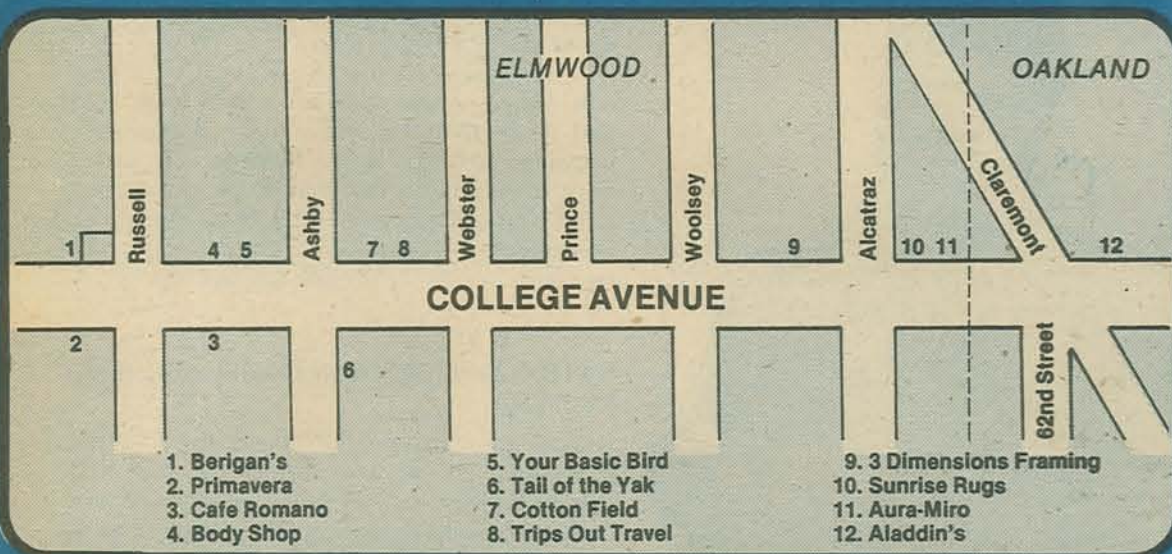 ELMWOOD
OAKLAND
Russell
Ashby
Webster
Prince
Woolsey
Alcatraz
Claremont
1
4 5
7 8
9
10 11
12
COLLEGE AVENUE
2
3
6
62nd Street
1. Berigan's
2. Primavera
3. Cafe Romano
4. Body Shop
5. Your Basic Bird
6. Tail of the Yak
7. Cotton Field
8. Trips Out Travel
9. 3 Dimensions Framing
10. Sunrise Rugs
11. Aura-Miro
12. Aladdin's